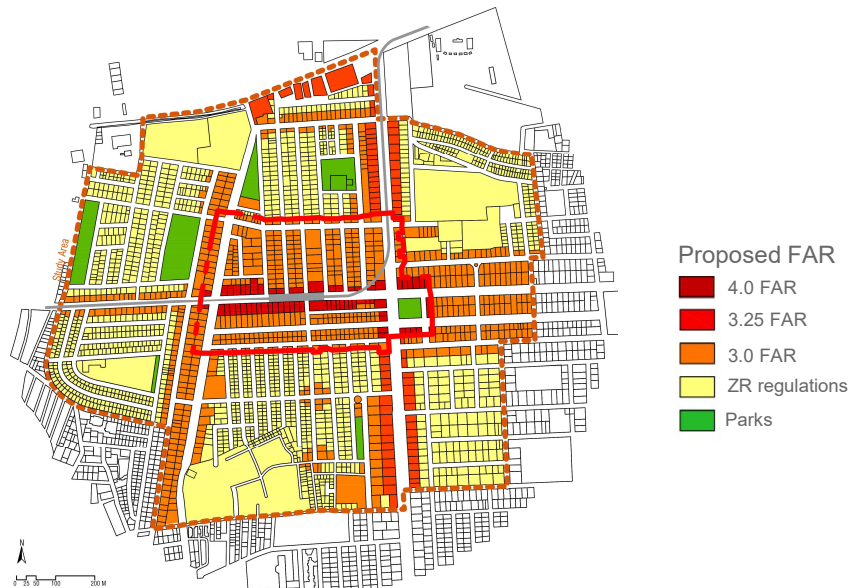 Study Area
Proposed FAR
4.0 FAR
3.25 FAR
3.0 FAR
ZR regulations
Parks
N
0 25 50 100 200 M